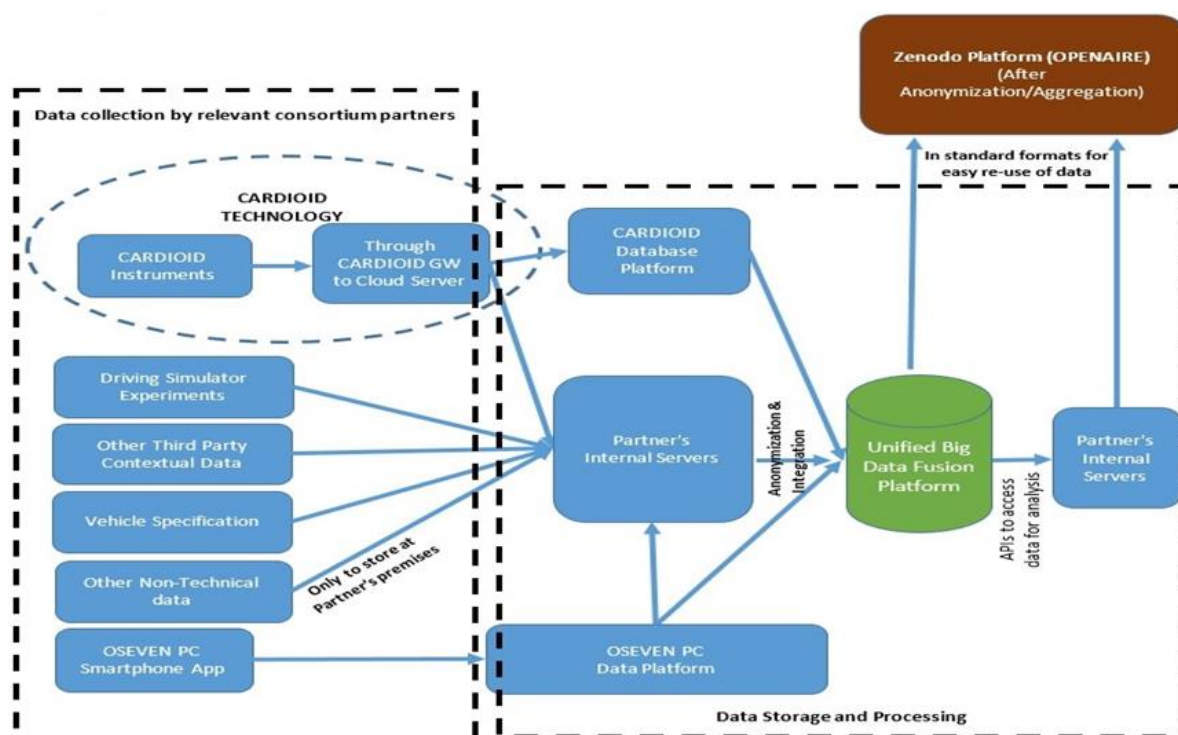 Zenodo Platform (OPENAIRE)
(After
Anonymization/Aggregation)
Data collection by relevant consortium partners
In standard formats for
easy re-use of data
CARDIOID
TECHNOLOGY
CARDIOID
Instruments
Through
CARDIOID GW
to Cloud Server
CARDIOID
Database
Platform
Driving Simulator
Experiments
Other Third Party
Contextual Data
Vehicle Specification
Other Non-Technical
data
OSEVEN PC
Smartphone App
Only to store at
Partner's premises
Partner's
Internal Servers
Anonymization &
Integration
Unified Big
Data Fusion
Platform
APIs to access
data for analysis
Partner's
Internal
Servers
OSEVEN PC
Data Platform
Data Storage and Processing